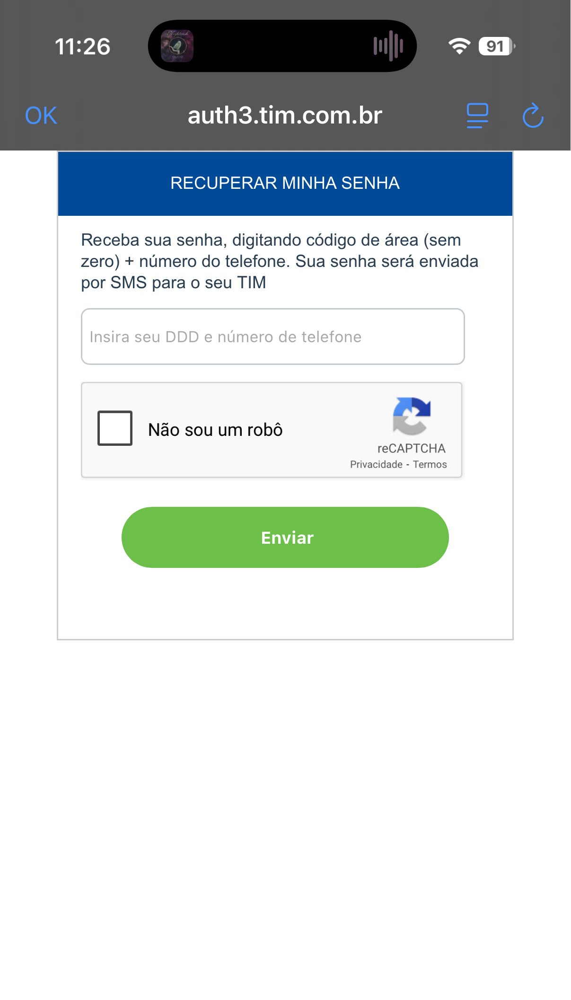 11:26
Nightwish
91
OK
auth3.tim.com.br
RECUPERAR MINHA SENHA
Receba sua senha, digitando código de área (sem
zero) + número do telefone. Sua senha será enviada
por SMS para o seu TIM
Insira seu DDD e número de telefone
Não sou um robô
reCAPTCHA
Privacidade - Termos
Enviar